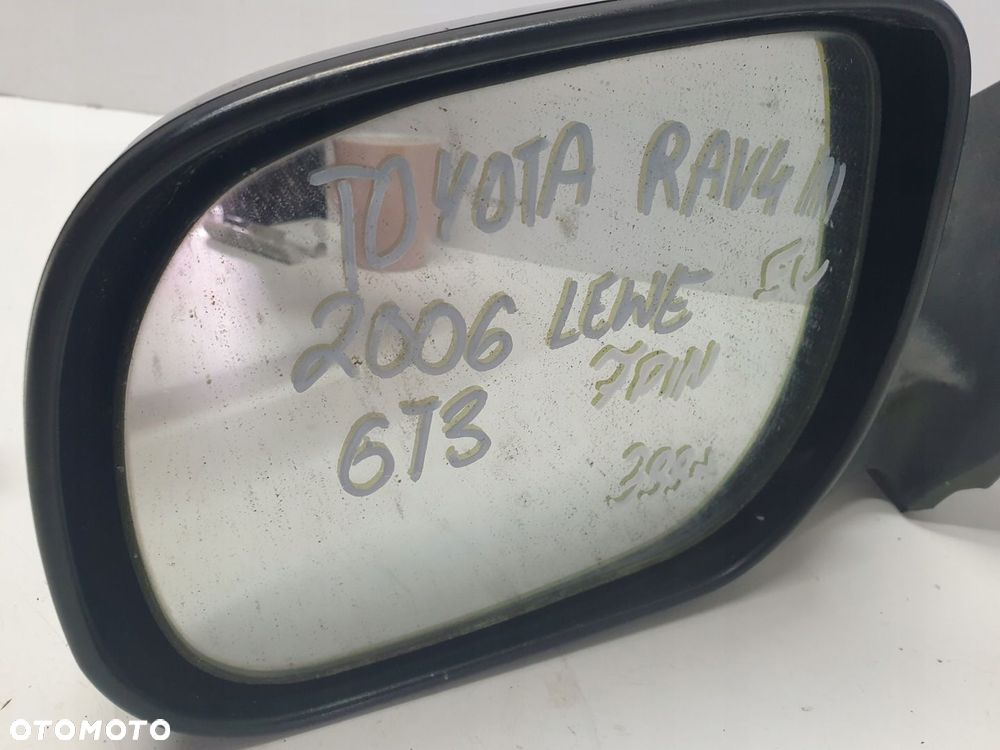 TOYOTA RAV4 III
2006 LEWE EU
6T3 7PIN
OTOMOTO